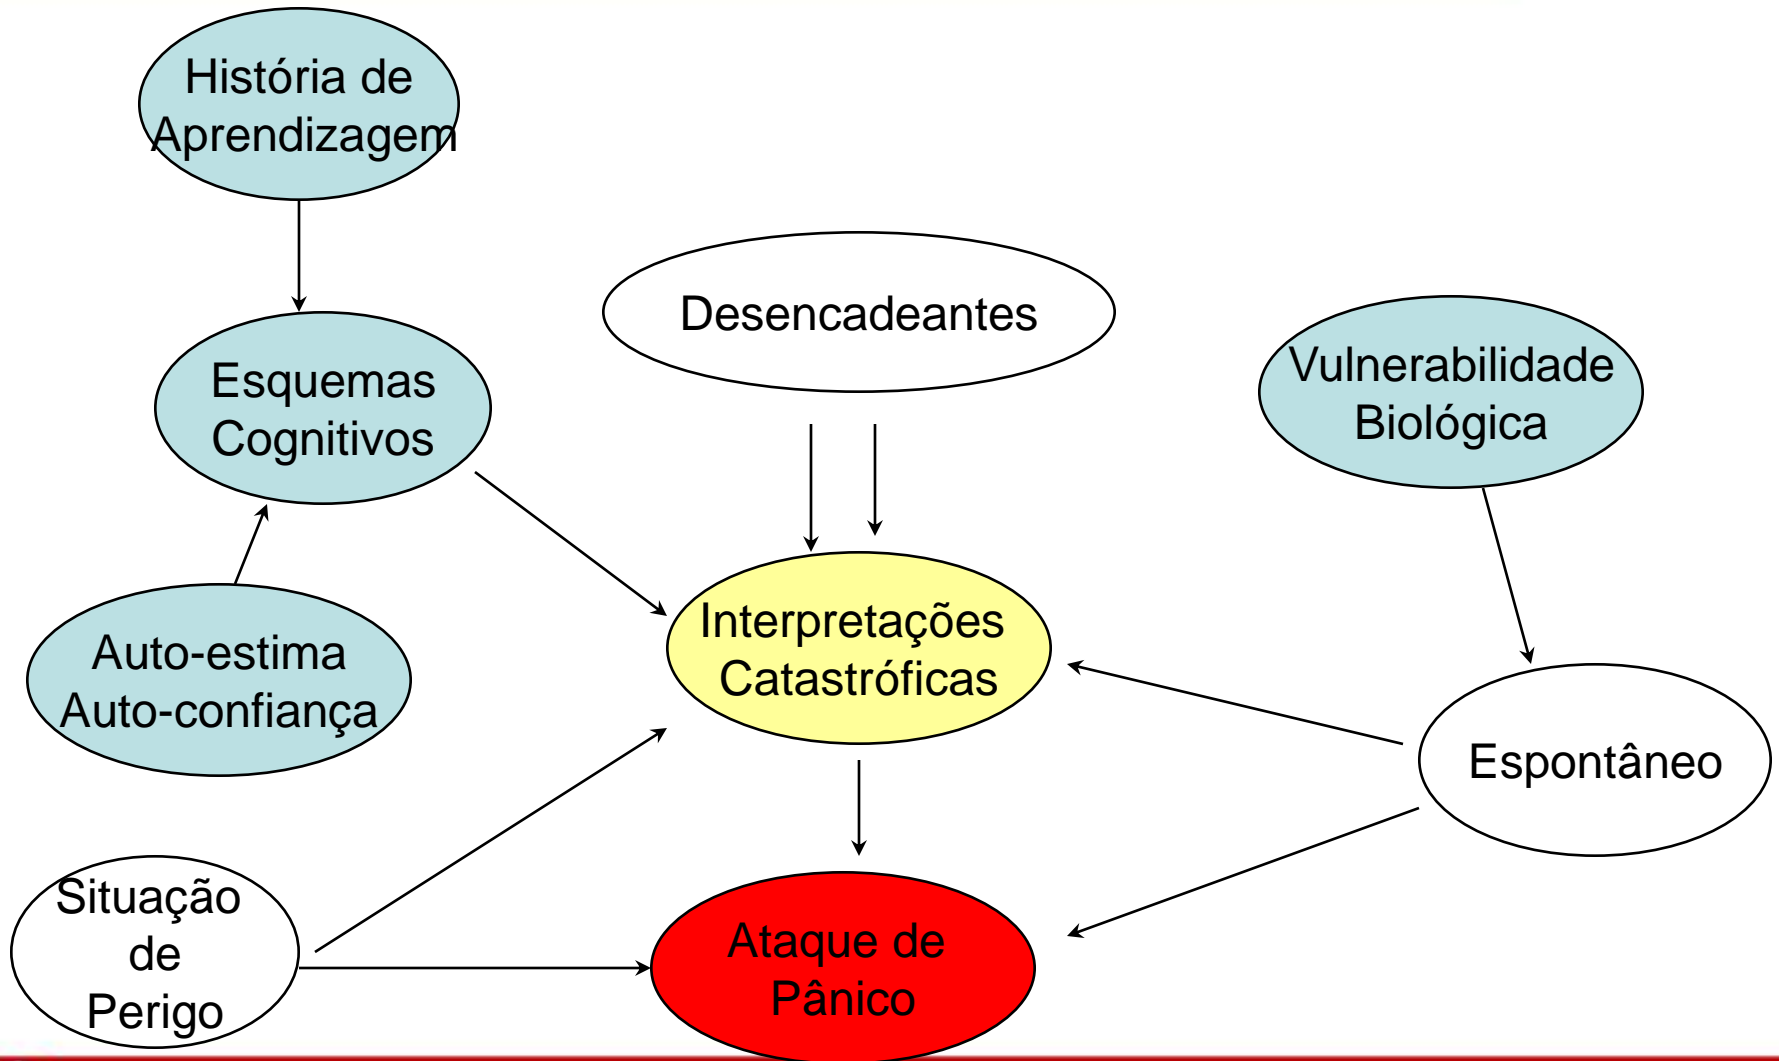 História de
Aprendizagem
Desencadeantes
Esquemas
Cognitivos
Vulnerabilidade
Biológica
Auto-estima
Auto-confiança
Interpretações
Catastróficas
Espontâneo
Situação
de
Perigo
Ataque de
Pânico